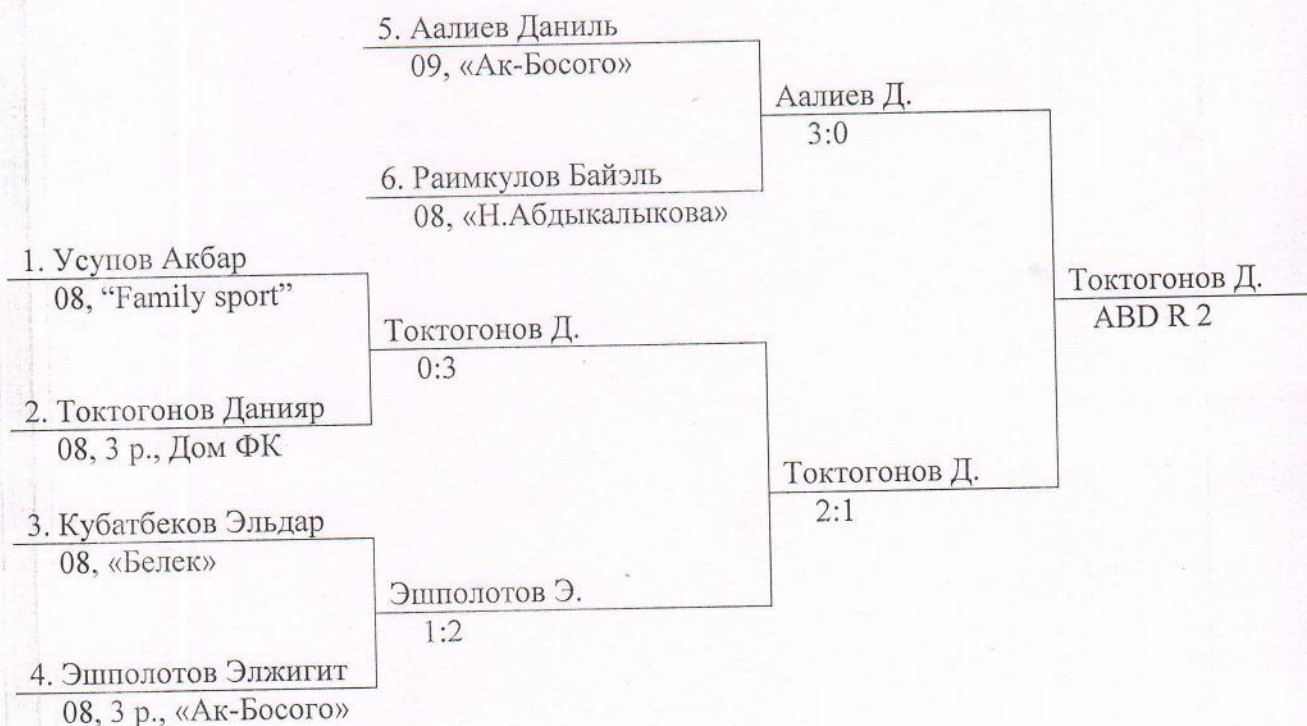 5. Аалиев Даниль
09, «Ак-Босого»
Аалиев Д.
3:0
6. Раимкулов Байэль
08, «Н.Абдыкалыкова»
1. Усупов Акбар
08, “Family sport”
Токтогонов Д.
ABD R 2
Токтогонов Д.
0:3
2. Токтогонов Данияр
08, 3 р., Дом ФК
Токтогонов Д.
2:1
3. Кубатбеков Эльдар
08, «Белек»
Эшполотов Э.
1:2
4. Эшполотов Элжигит
08, 3 р., «Ак-Босого»